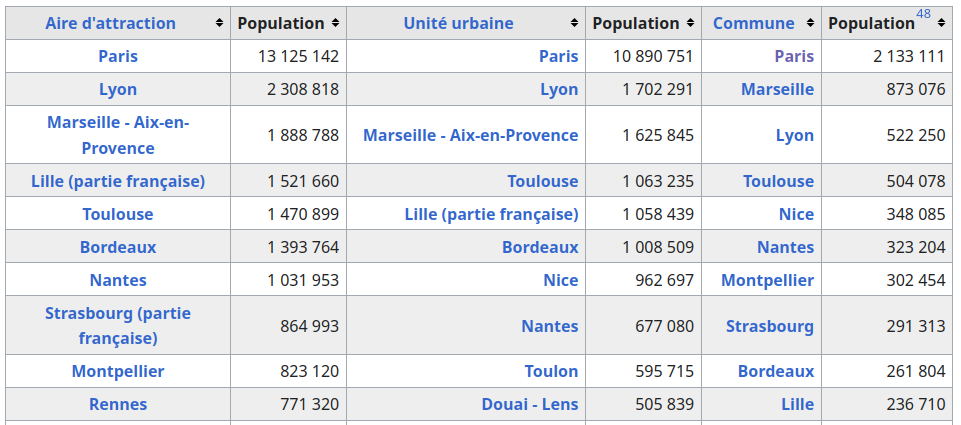 Aire d'attraction Population Unité urbaine Population Commune Population48
Paris 13 125 142 Paris 10 890 751 Paris 2 133 111
Lyon 2 308 818 Lyon 1 702 291 Marseille 873 076
Marseille - Aix-en-
Provence 1 888 788 Marseille - Aix-en-Provence 1 625 845 Lyon 522 250
Lille (partie française) 1 521 660 Toulouse 1 063 235 Toulouse 504 078
Toulouse 1 470 899 Lille (partie française) 1 058 439 Nice 348 085
Bordeaux 1 393 764 Bordeaux 1 008 509 Nantes 323 204
Nantes 1 031 953 Nice 962 697 Montpellier 302 454
Strasbourg (partie
française) 864 993 Nantes 677 080 Strasbourg 291 313
Montpellier 823 120 Toulon 595 715 Bordeaux 261 804
Rennes 771 320 Douai - Lens 505 839 Lille 236 710